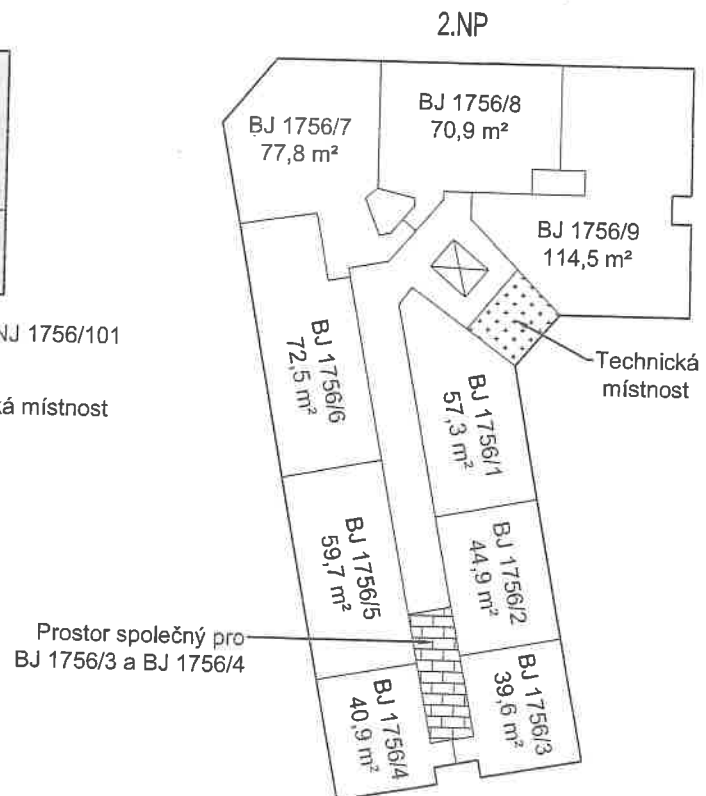 2.NP
BJ 1756/7
77,8 m²
BJ 1756/8
70,9 m²
BJ 1756/9
114,5 m²
1756/101
místnost
Technická
místnost
BJ 1756/6
72,5 m²
BJ 1756/1
57,3 m²
BJ 1756/5
59,7 m²
BJ 1756/2
44,9 m²
Prostor společný pro
BJ 1756/3 a BJ 1756/4
BJ 1756/4
40,9 m²
BJ 1756/3
39,6 m²